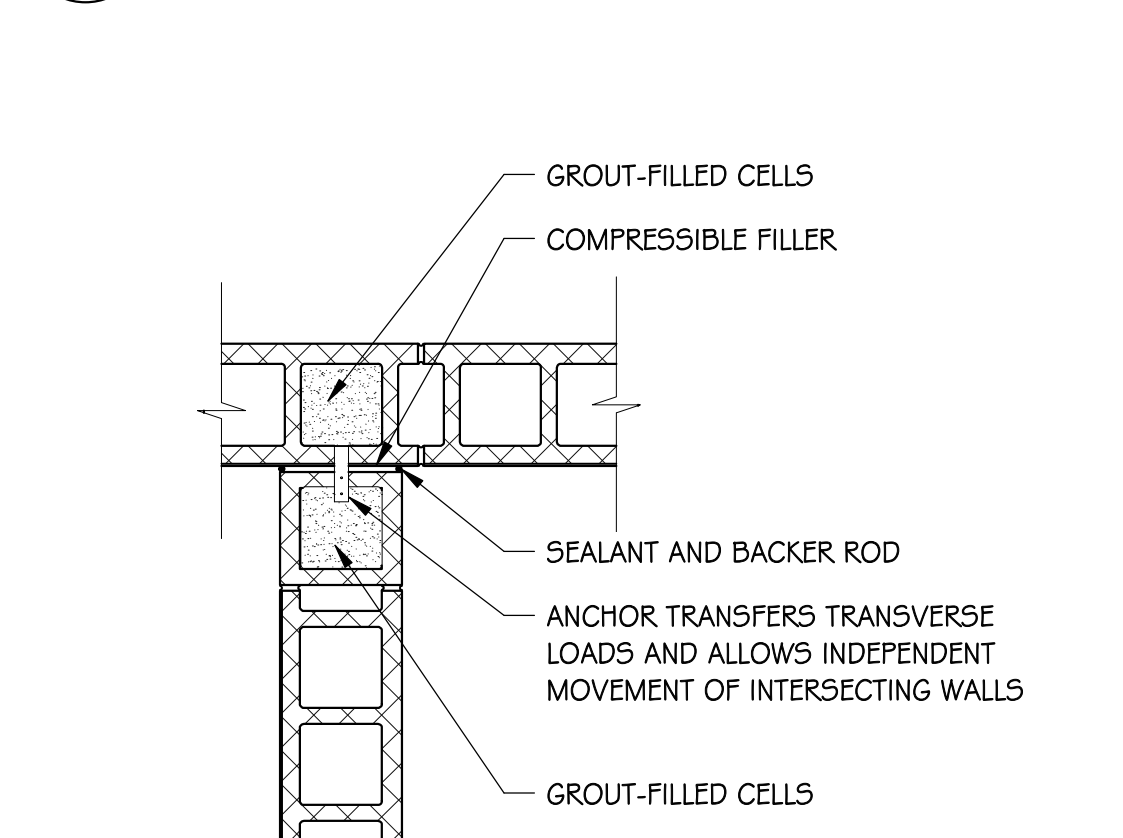 GROUT-FILLED CELLS
COMPRESSIBLE FILLER
SEALANT AND BACKER ROD
ANCHOR TRANSFERS TRANSVERSE
LOADS AND ALLOWS INDEPENDENT
MOVEMENT OF INTERSECTING WALLS
GROUT-FILLED CELLS